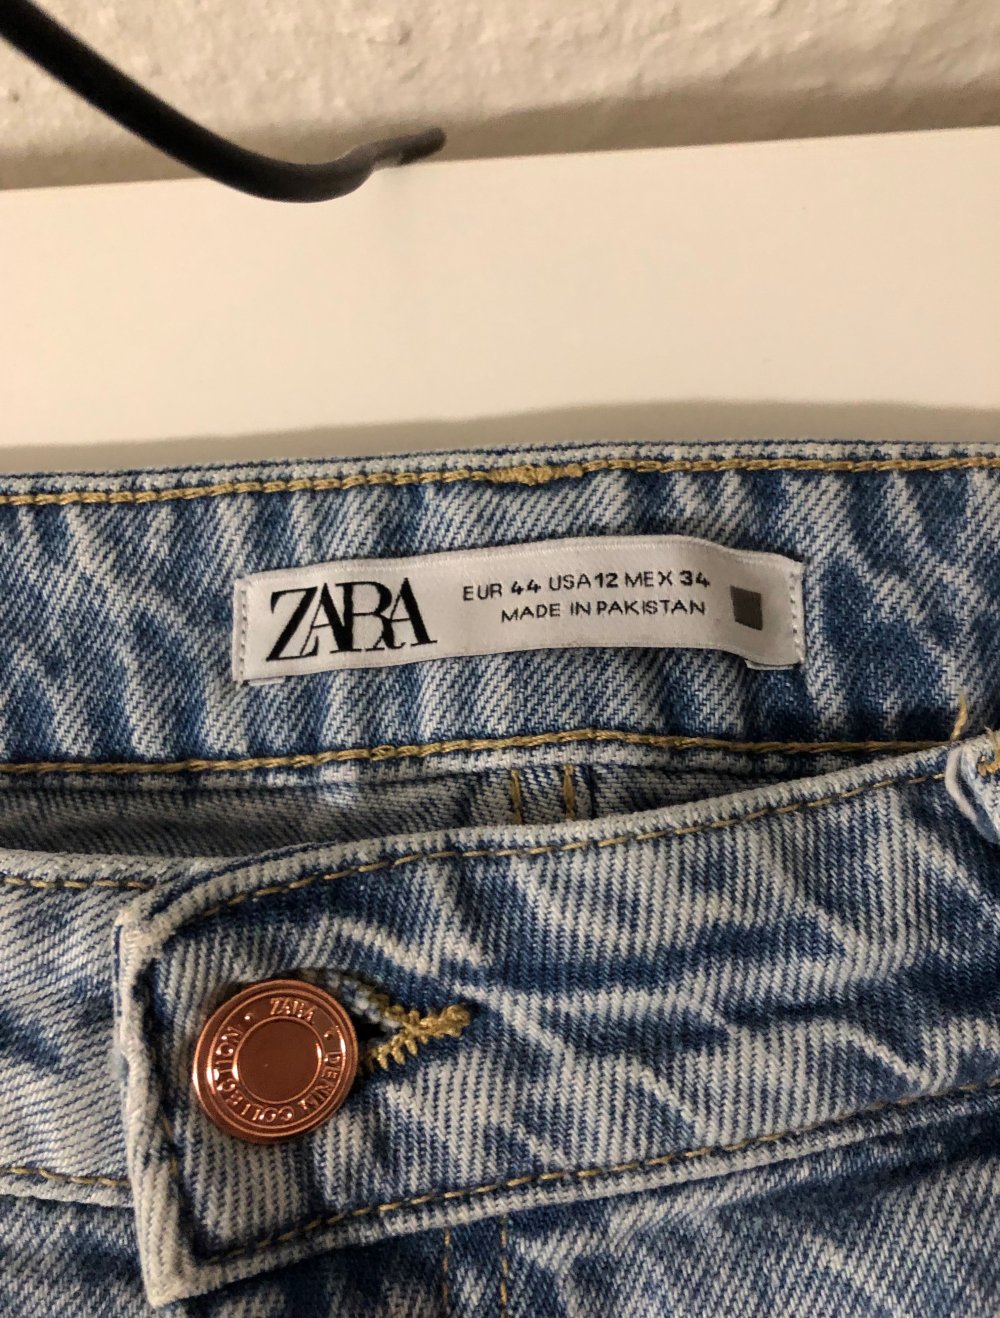 ZARA
EUR 44 USA 12 MEX 34
MADE IN PAKISTAN
ZARA • DENIM COLLECTION •